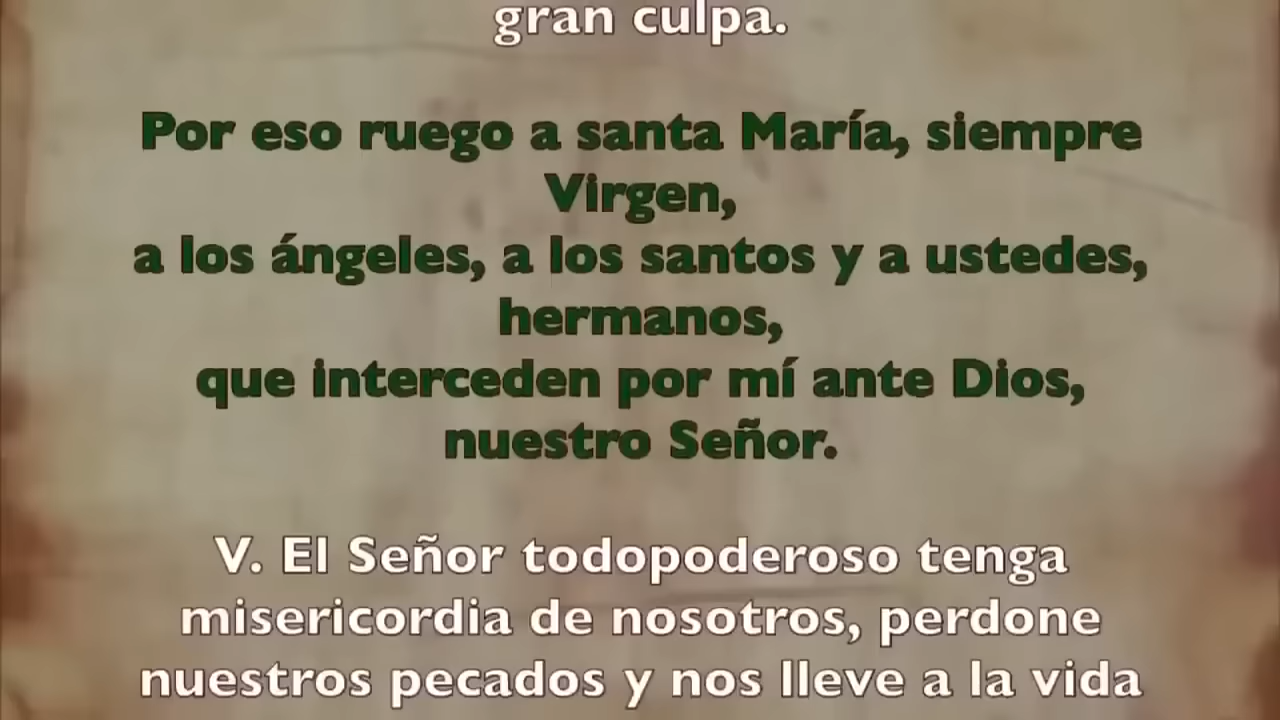 gran culpa.
Por eso ruego a santa María, siempre
Virgen,
a los ángeles, a los santos y a ustedes,
hermanos,
que interceden por mí ante Dios,
nuestro Señor.
V. El Señor todopoderoso tenga
misericordia de nosotros, perdone
nuestros pecados y nos lleve a la vida